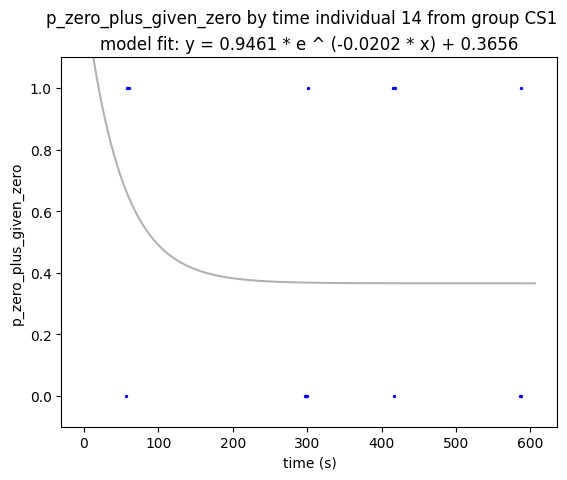 p_zero_plus_given_zero by time individual 14 from group CS1
model fit: y = 0.9461 * e ^ (-0.0202 * x) + 0.3656
p_zero_plus_given_zero
1.0
0.8
0.6
0.4
0.2
0.0
0 100 200 300 400 500 600
time (s)